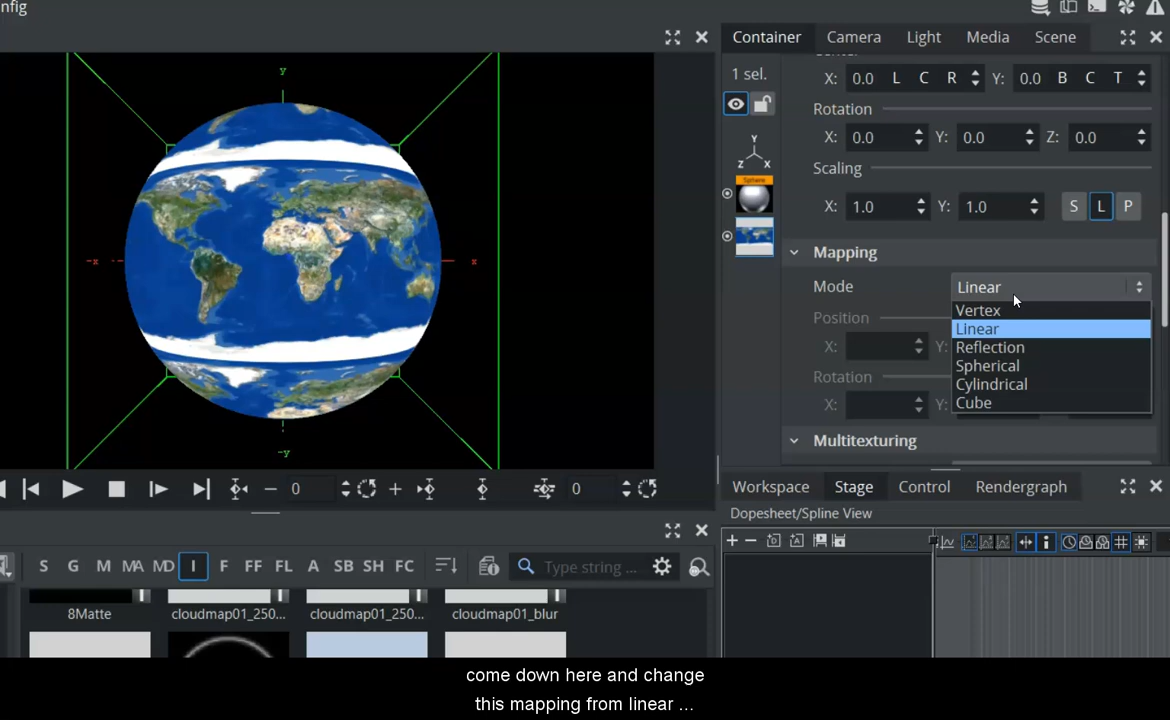 nfig
Container Camera Light Media Scene
1 sel.
X: 0.0 L C R Y: 0.0 B C T
Rotation
X: 0.0 Y: 0.0 Z: 0.0
Scaling
X: 1.0 Y: 1.0 S L P
Y
Z X
Sphere
Mapping
Mode Linear
Vertex
Linear
Reflection
Spherical
Cylindrical
Cube
Position
X: Y:
Rotation
X: Y:
Multitexturing
y
-x x
-y
0 0
Workspace Stage Control Rendergraph
Dopesheet/Spline View
S G M MA MD I F FF FL A SB SH FC Type string ...
8Matte cloudmap01_250... cloudmap01_250... cloudmap01_blur
come down here and change
this mapping from linear ...